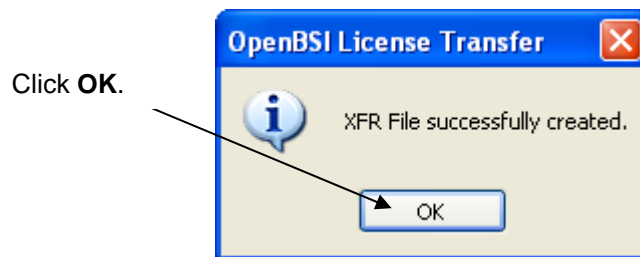 OpenBSI License Transfer
Click OK.
XFR File successfully created.
OK